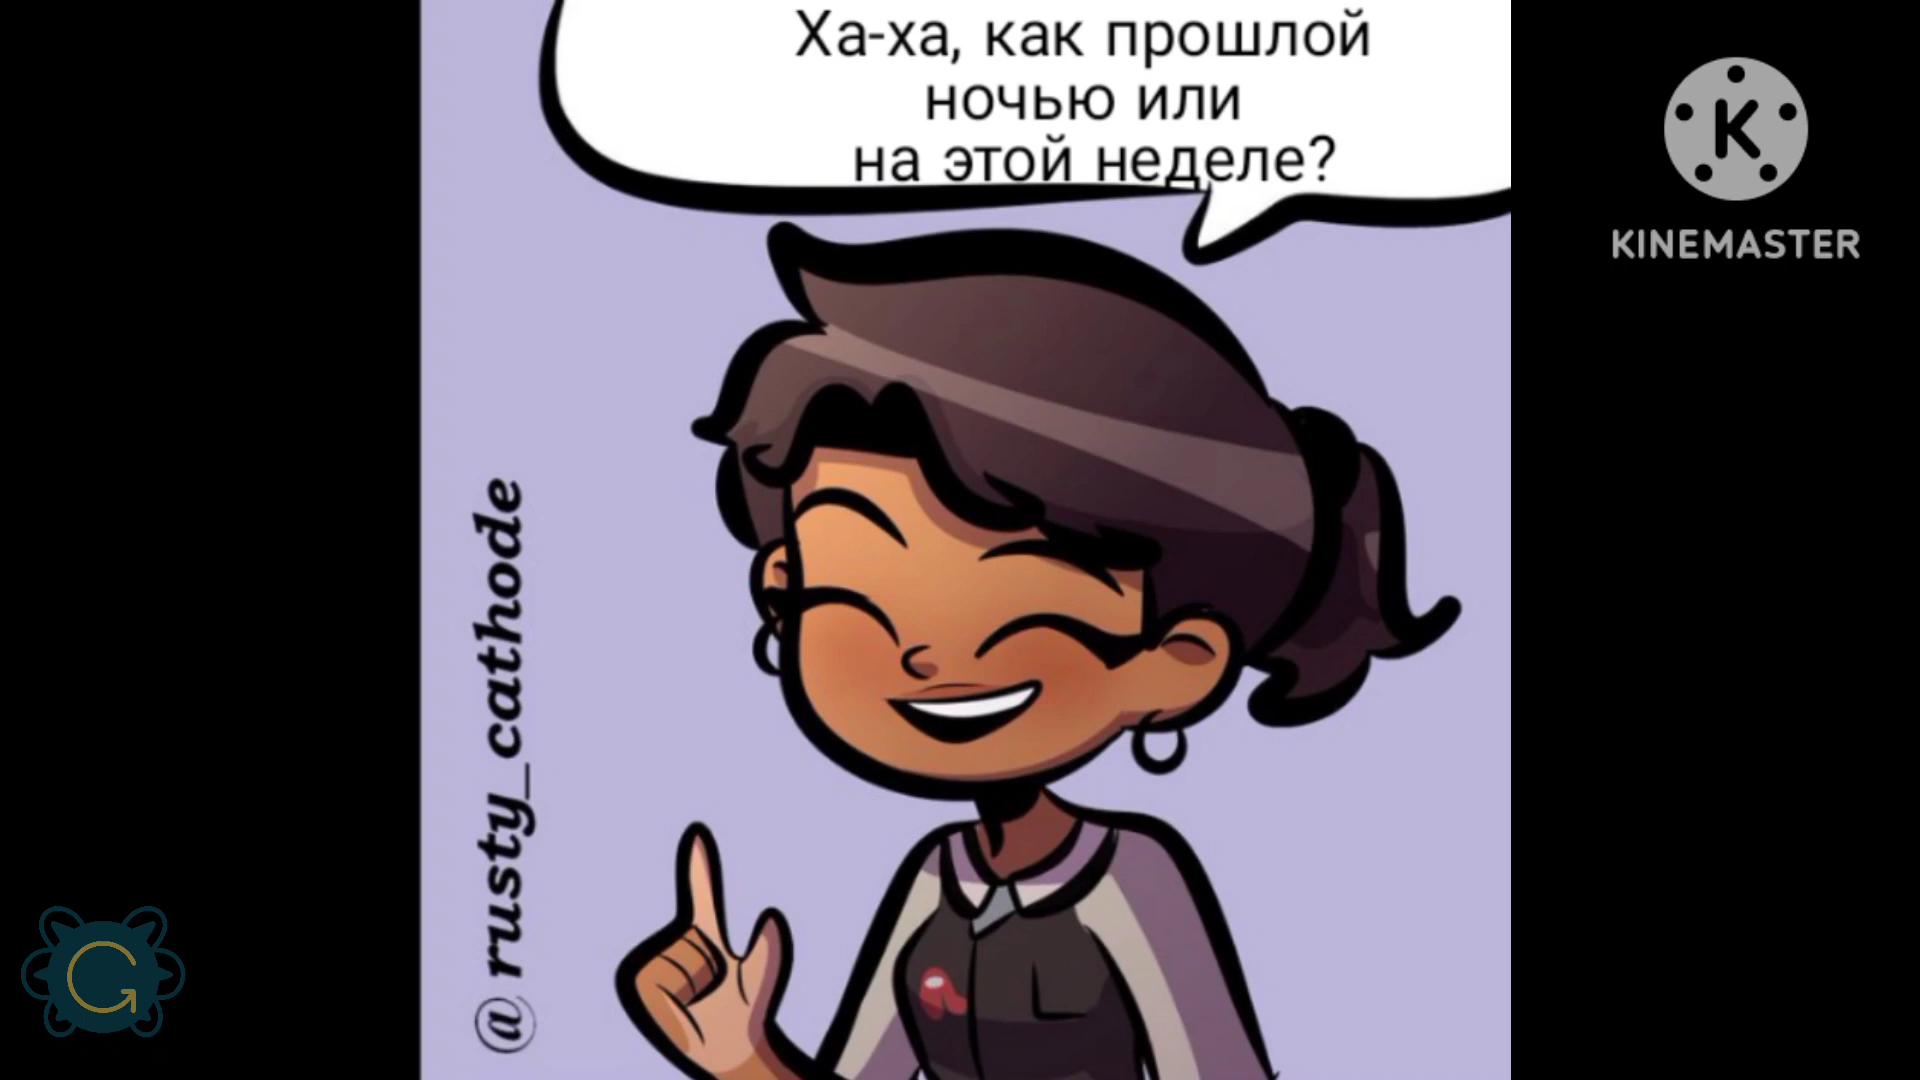 Ха-ха, как прошлой
ночью или
на этой неделе?
KINEMASTER
@rusty_cathode